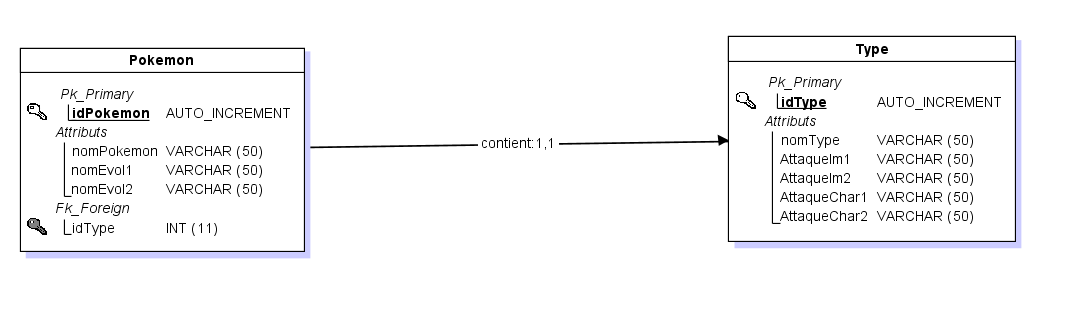 Pokemon
Pk_Primary
idPokemon AUTO_INCREMENT
Attributs
nomPokemon VARCHAR (50)
nomEvol1 VARCHAR (50)
nomEvol2 VARCHAR (50)
Fk_Foreign
idType INT (11)
contient:1,1
Type
Pk_Primary
idType AUTO_INCREMENT
Attributs
nomType VARCHAR (50)
AttaqueIm1 VARCHAR (50)
AttaqueIm2 VARCHAR (50)
AttaqueChar1 VARCHAR (50)
AttaqueChar2 VARCHAR (50)